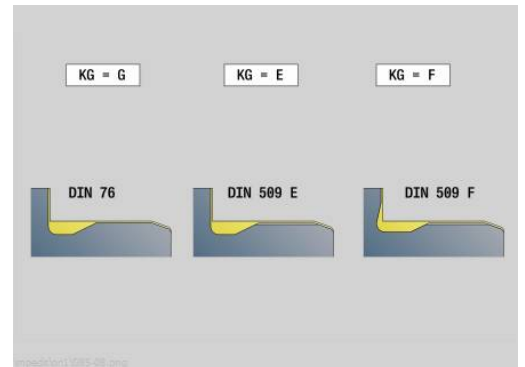 KG = G
KG = E
KG = F
DIN 76
DIN 509 E
DIN 509 F